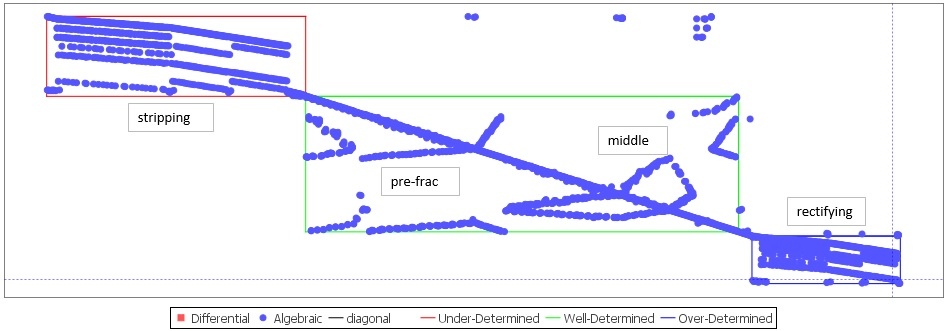 stripping
middle
pre-frac
rectifying
Differential Algebraic diagonal Under-Determined Well-Determined Over-Determined